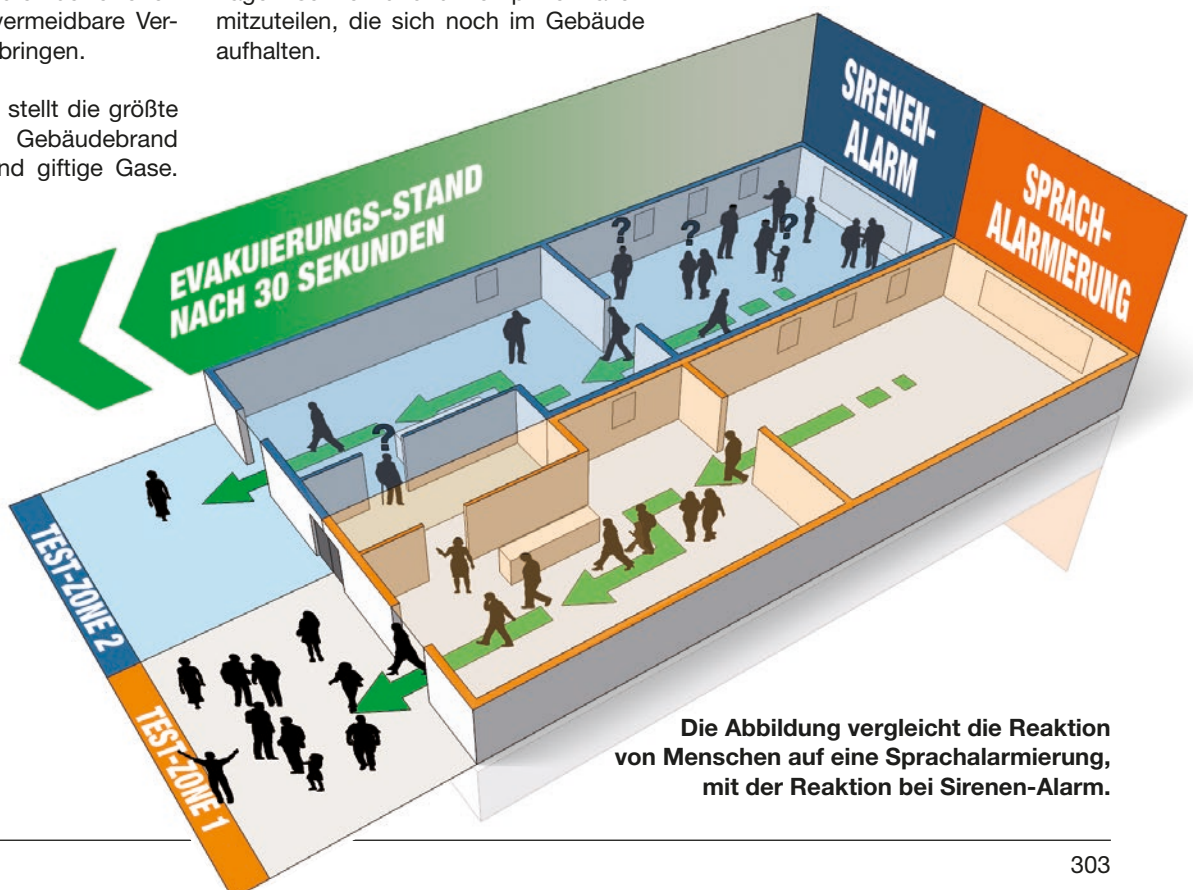 vermeidbare Ver-
bringen.
stellt die größte
Gebäudebrand
giftige Gase.
mitzuteilen, die sich noch im Gebäude
aufhalten.
EVAKUIERUNGS-STAND
NACH 30 SEKUNDEN
SIRENEN-
ALARM
SPRACH-
ALARMIERUNG
?
?
?
?
TEST-ZONE 2
TEST-ZONE 1
Die Abbildung vergleicht die Reaktion
von Menschen auf eine Sprachalarmierung,
mit der Reaktion bei Sirenen-Alarm.
303